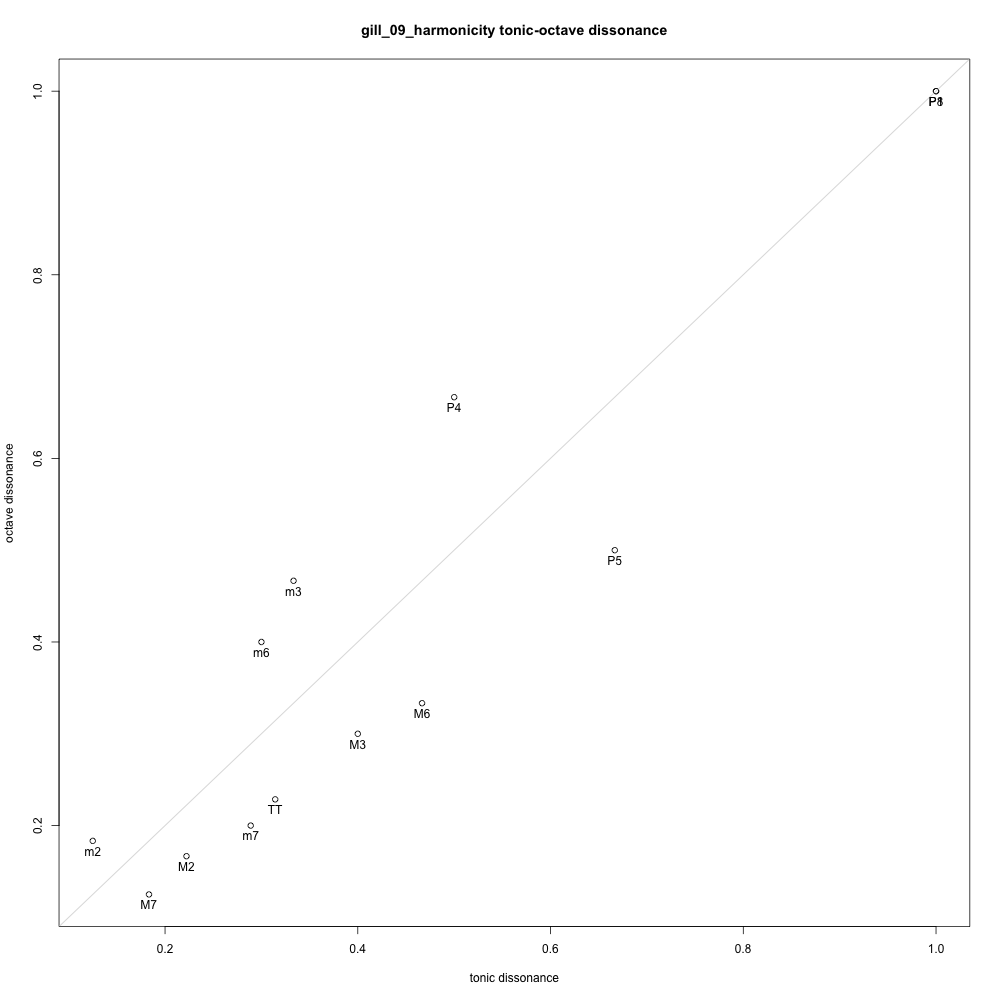 gill_09_harmonicity tonic-octave dissonance
1.0
P1
P8
0.8
P4
0.6
P5
m3
0.4
m6
M6
M3
TT
0.2
m7
m2
M2
M7
0.2 0.4 0.6 0.8 1.0
tonic dissonance
octave dissonance